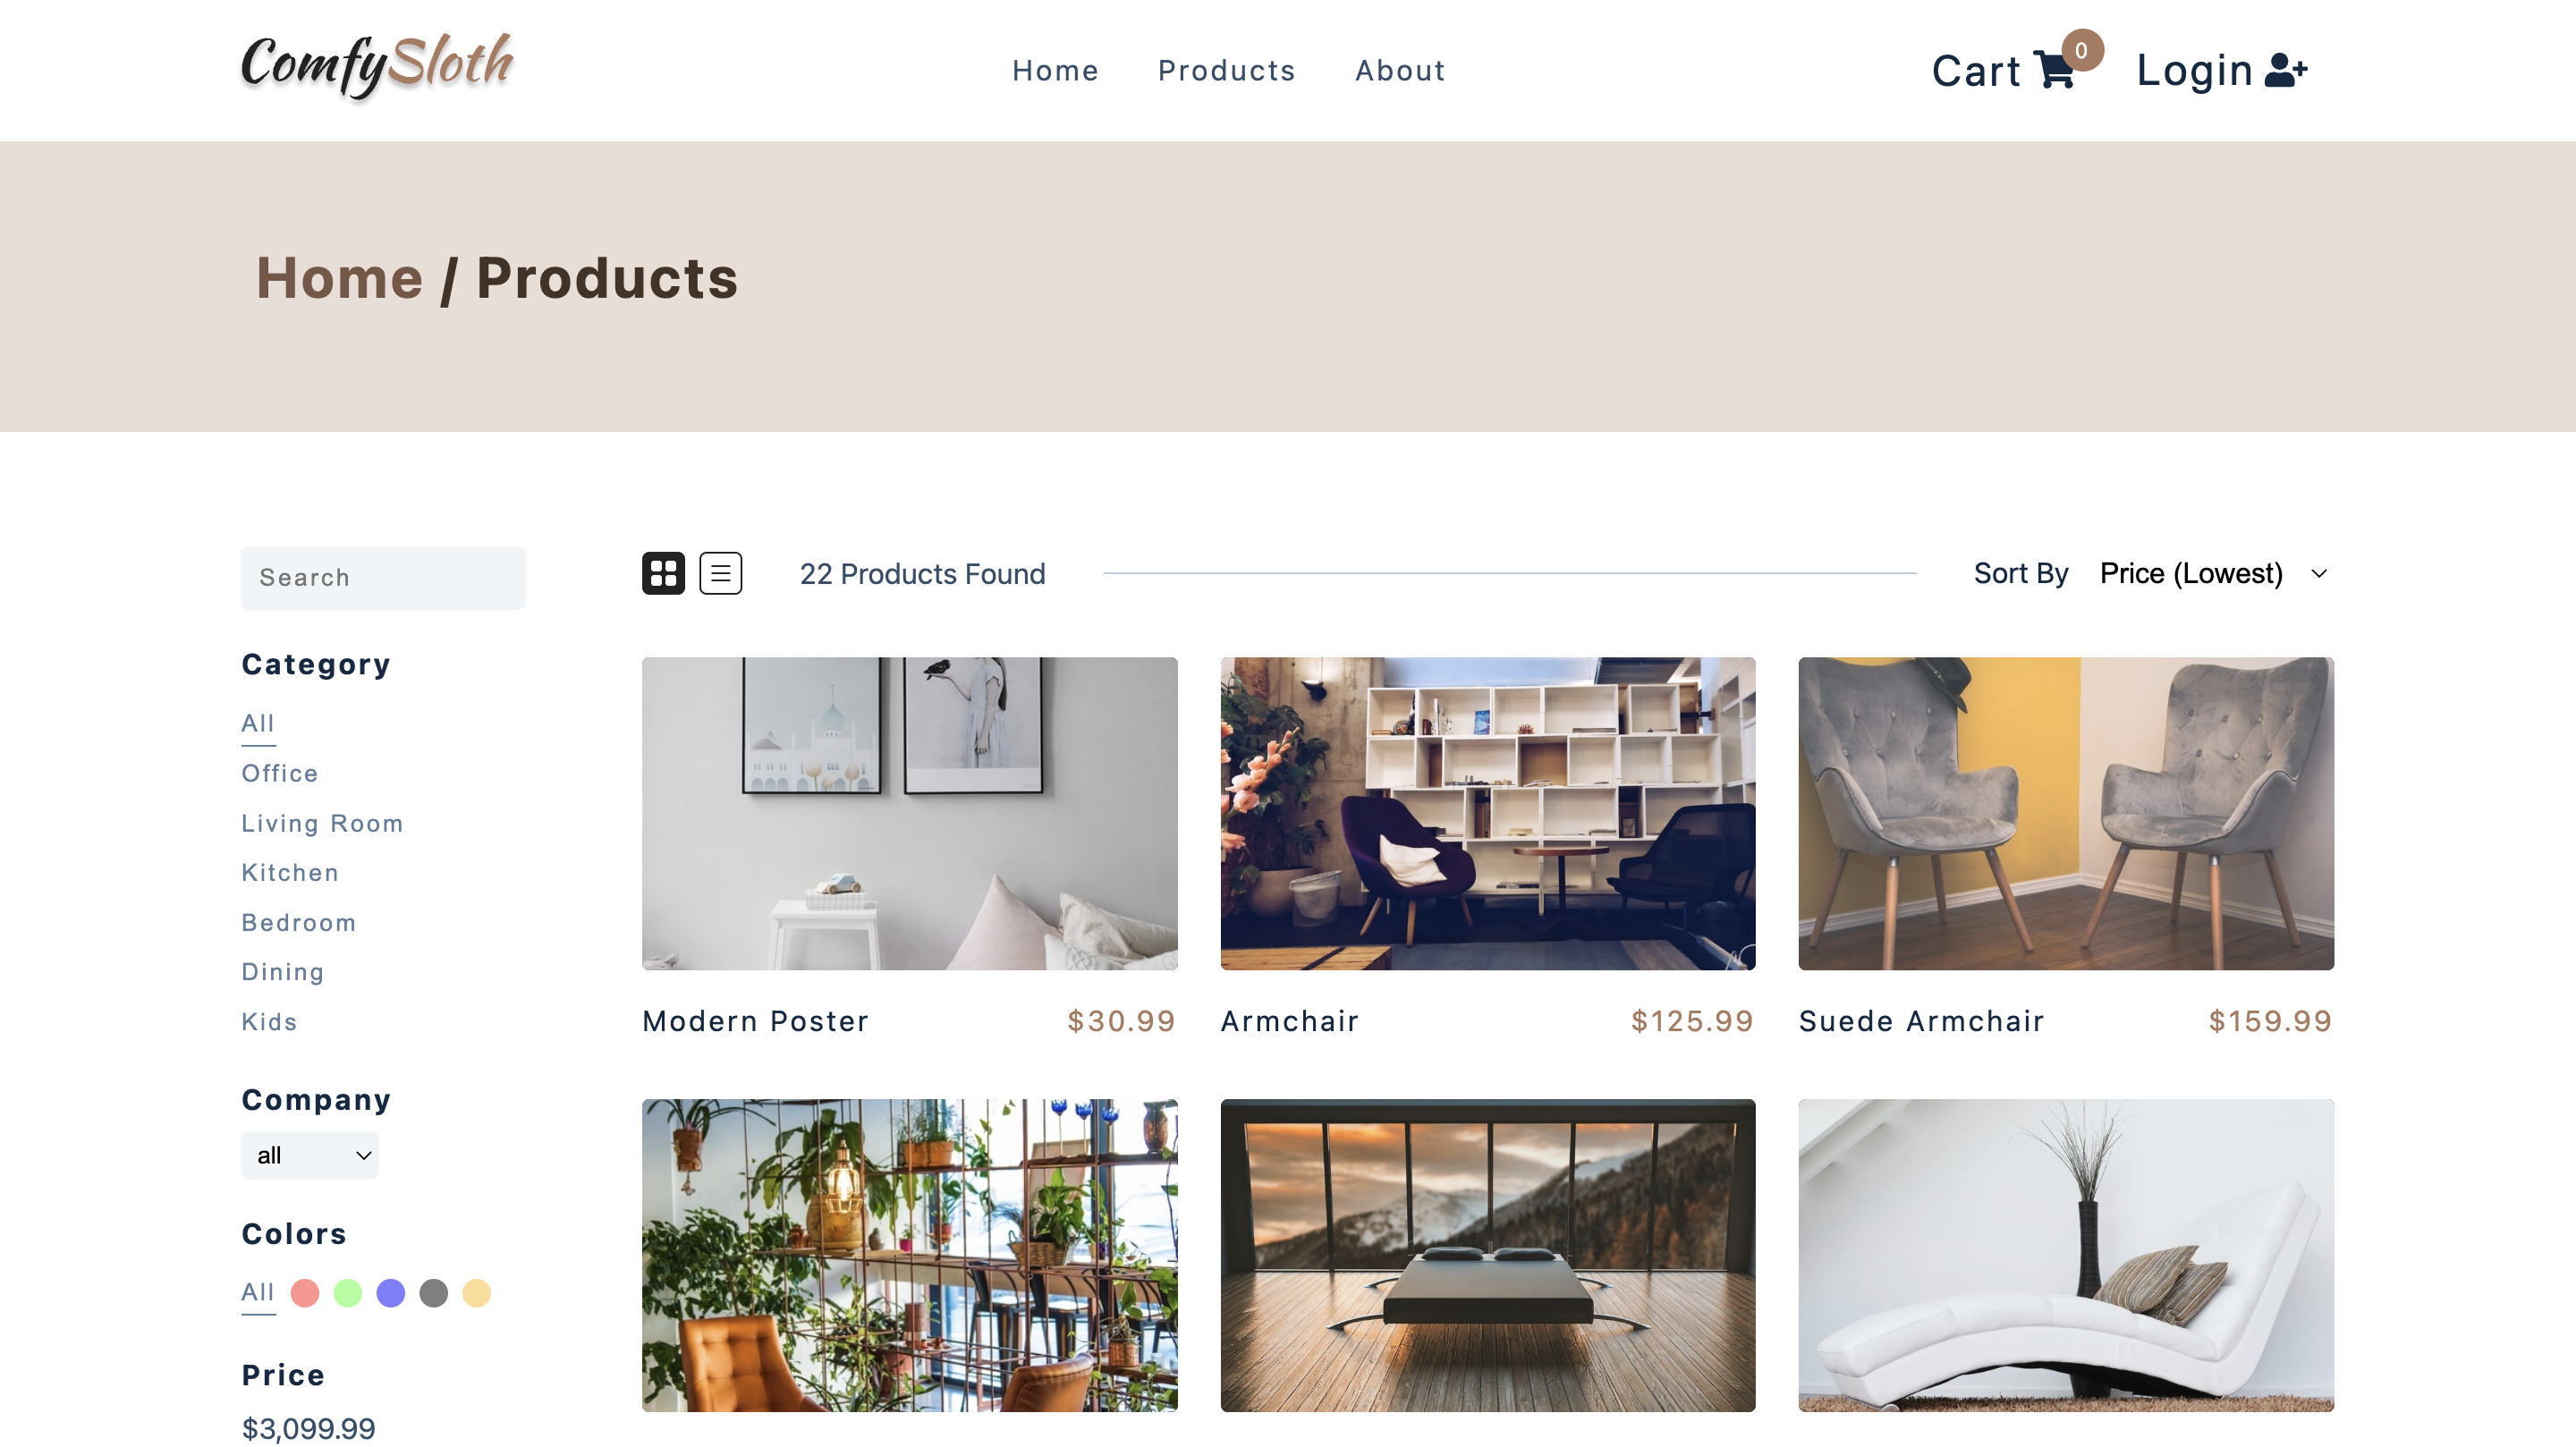 ComfySloth
Home Products About
Cart 0 Login
Home / Products
Search
22 Products Found
Sort By Price (Lowest)
Category
All
Office
Living Room
Kitchen
Bedroom
Dining
Kids
Company
all
Colors
All
Price
$3,099.99
Modern Poster $30.99
Armchair $125.99
Suede Armchair $159.99